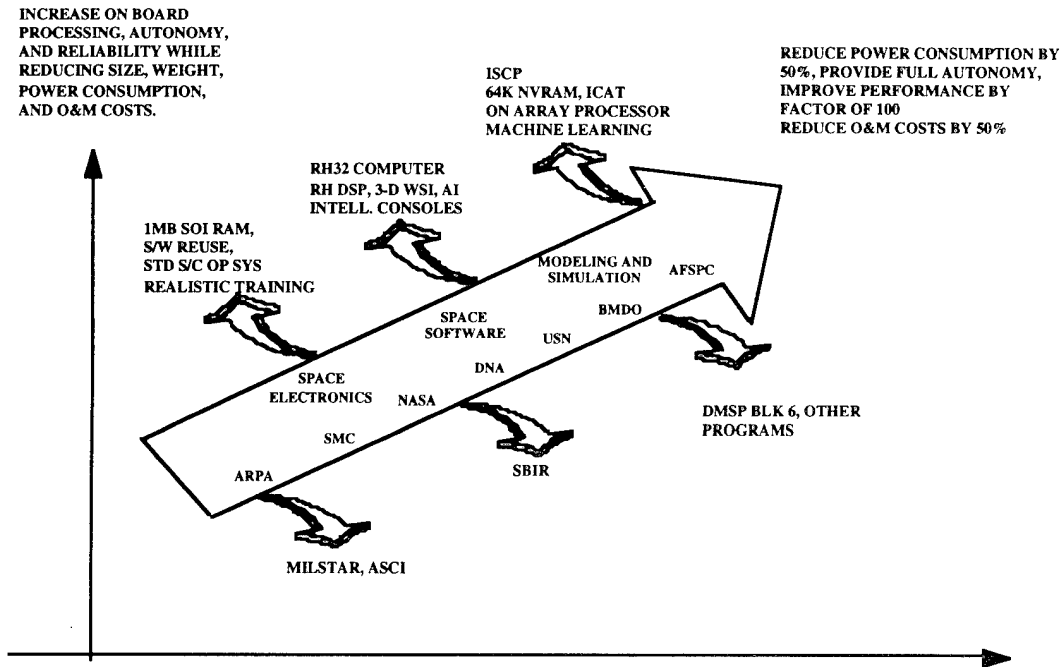 INCREASE ON BOARD
PROCESSING, AUTONOMY,
AND RELIABILITY WHILE
REDUCING SIZE, WEIGHT,
POWER CONSUMPTION,
AND O&M COSTS.
ISCP
64K NVRAM, ICAT
ON ARRAY PROCESSOR
MACHINE LEARNING
REDUCE POWER CONSUMPTION BY
50%, PROVIDE FULL AUTONOMY,
IMPROVE PERFORMANCE BY
FACTOR OF 100
REDUCE O&M COSTS BY 50%
RH32 COMPUTER
RH DSP, 3-D WSI, AI
INTELL. CONSOLES
1MB SOI RAM,
S/W REUSE,
STD S/C OP SYS
REALISTIC TRAINING
MODELING AND
SIMULATION
AFSPC
SPACE
SOFTWARE
BMDO
USN
SPACE
ELECTRONICS
DNA
NASA
SMC
ARPA
DMSP BLK 6, OTHER
PROGRAMS
SBIR
MILSTAR, ASCI